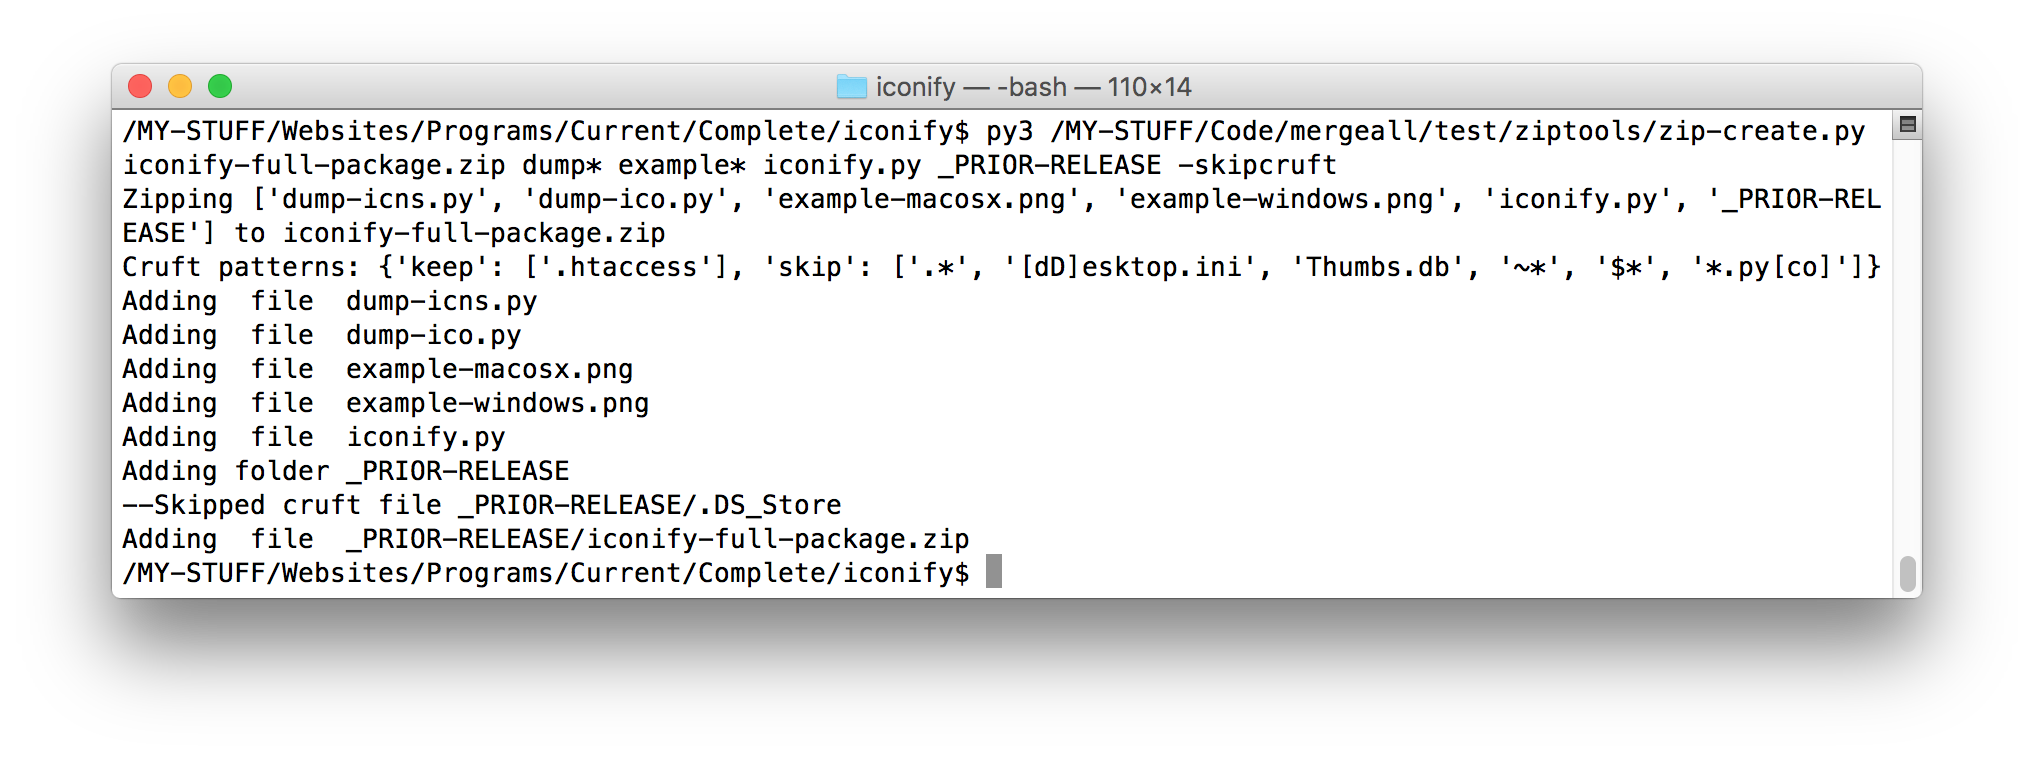 iconify — -bash — 110×14
/MY-STUFF/Websites/Programs/Current/Complete/iconify$ py3 /MY-STUFF/Code/mergeall/test/ziptools/zip-create.py
iconify-full-package.zip dump* example* iconify.py _PRIOR-RELEASE -skipcruft
Zipping ['dump-icns.py', 'dump-ico.py', 'example-macosx.png', 'example-windows.png', 'iconify.py', '_PRIOR-REL
EASE'] to iconify-full-package.zip
Cruft patterns: {'keep': ['.htaccess'], 'skip': ['.*', '[dD]esktop.ini', 'Thumbs.db', '~*', '$*', '*.py[co]']}
Adding  file  dump-icns.py
Adding  file  dump-ico.py
Adding  file  example-macosx.png
Adding  file  example-windows.png
Adding  file  iconify.py
Adding folder _PRIOR-RELEASE
--Skipped cruft file _PRIOR-RELEASE/.DS_Store
Adding  file  _PRIOR-RELEASE/iconify-full-package.zip
/MY-STUFF/Websites/Programs/Current/Complete/iconify$